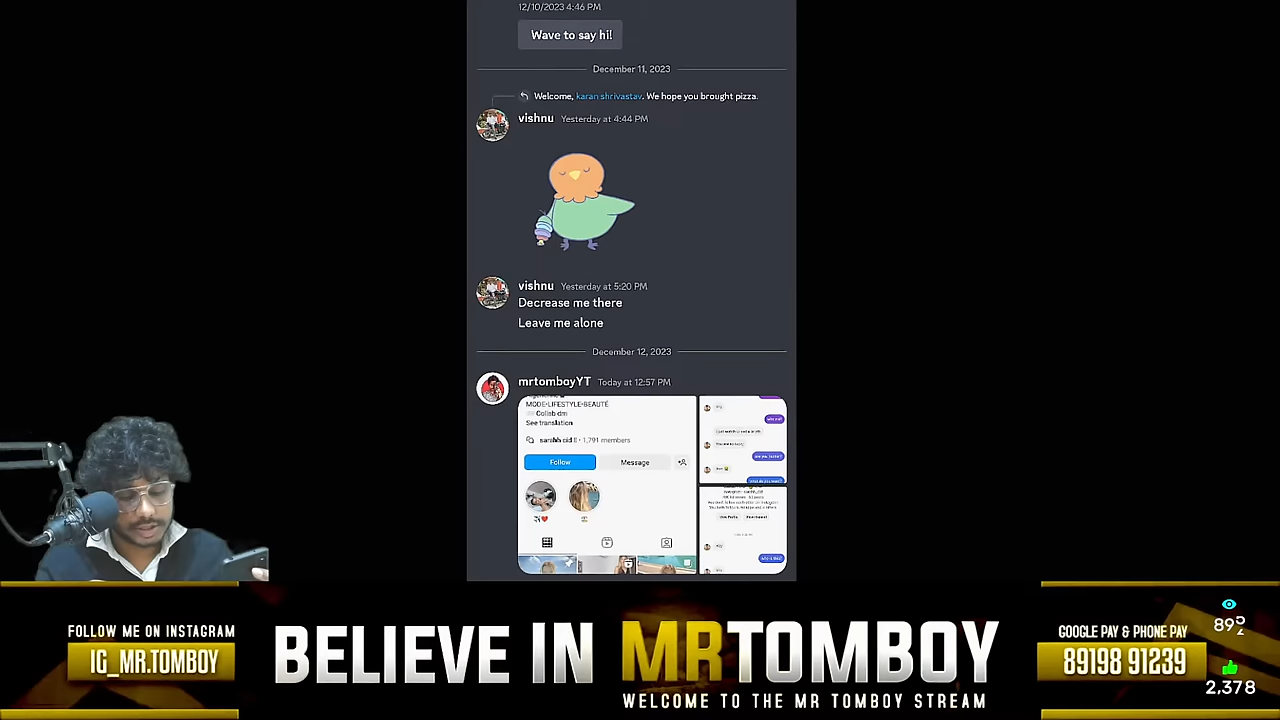 12/10/2023 4:46 PM
Wave to say hi!
December 11, 2023
Welcome, karan shrivastav. We hope you brought pizza.
vishnu Yesterday at 4:44 PM
vishnu Yesterday at 5:20 PM
Decrease me there
Leave me alone
December 12, 2023
mrtomboyYT Today at 12:57 PM
MODE•LIFESTYLE•BEAUTÉ
Collab dm
See translation
1,791 members
Follow
Message
FOLLOW ME ON INSTAGRAM
IG_MR.TOMBOY
BELIEVE IN MRTOMBOY
WELCOME TO THE MR TOMBOY STREAM
GOOGLE PAY & PHONE PAY
89198 91239
2,378